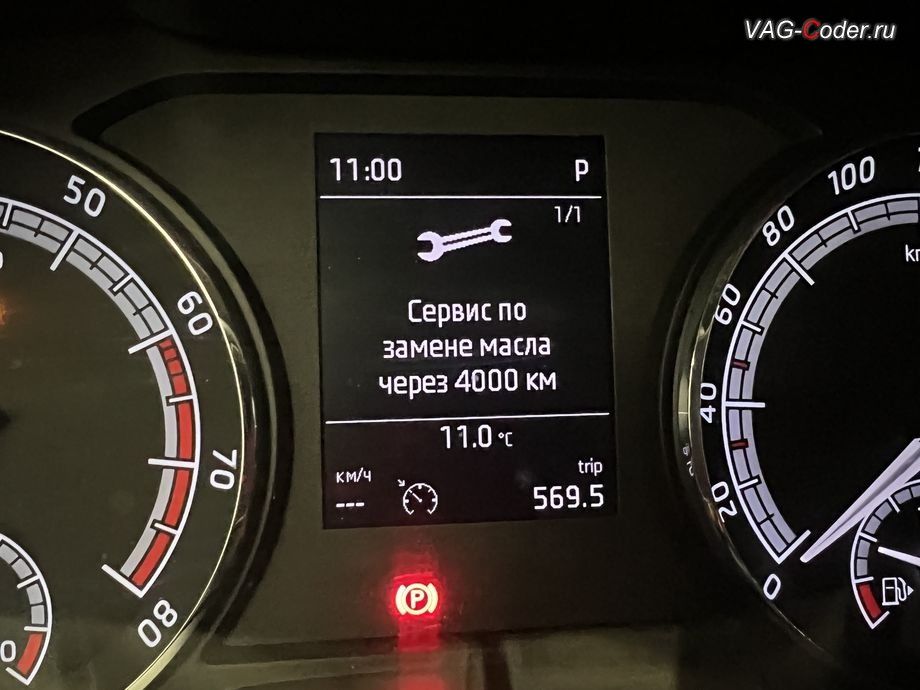 VAG-Coder.ru
11:00 P
1/1
Сервис по
замене масла
через 4000 км
11.0 °C
км/ч trip
--- 569.5
P
50
60
70
80
100
80
60
40
20
0